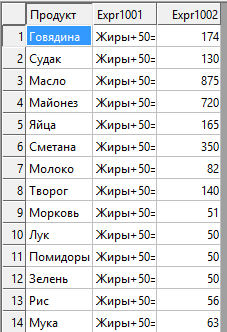 Продукт Expr1001 Expr1002
1 Говядина Жиры+50= 174
2 Судак Жиры+50= 130
3 Масло Жиры+50= 875
4 Майонез Жиры+50= 720
5 Яйца Жиры+50= 165
6 Сметана Жиры+50= 350
7 Молоко Жиры+50= 82
8 Творог Жиры+50= 140
9 Морковь Жиры+50= 51
10 Лук Жиры+50= 50
11 Помидоры Жиры+50= 50
12 Зелень Жиры+50= 50
13 Рис Жиры+50= 56
14 Мука Жиры+50= 63